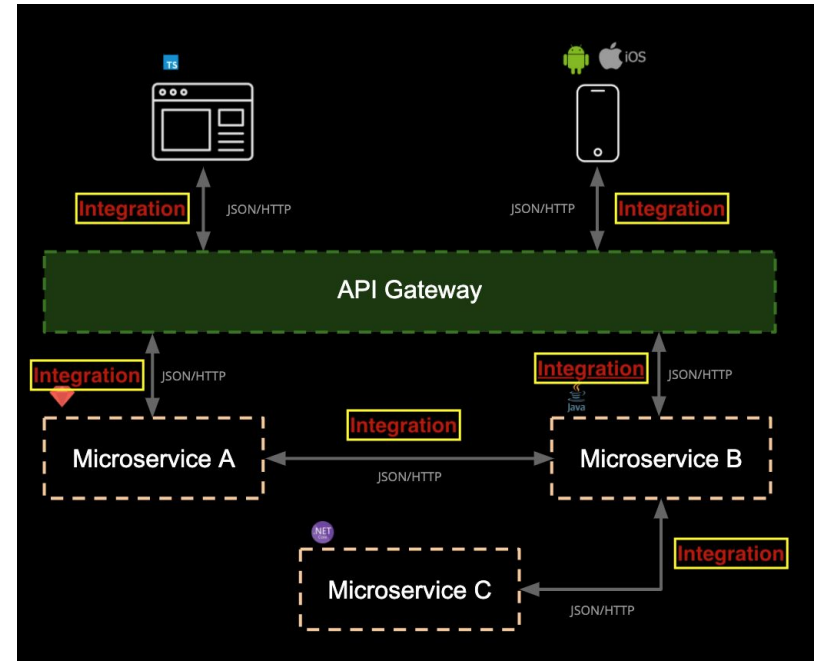 TS
iOS
Integration
JSON/HTTP
JSON/HTTP
Integration
API Gateway
Integration
JSON/HTTP
Integration
JSON/HTTP
Java
Microservice A
Integration
JSON/HTTP
Microservice B
NET
Core
Microservice C
Integration
JSON/HTTP